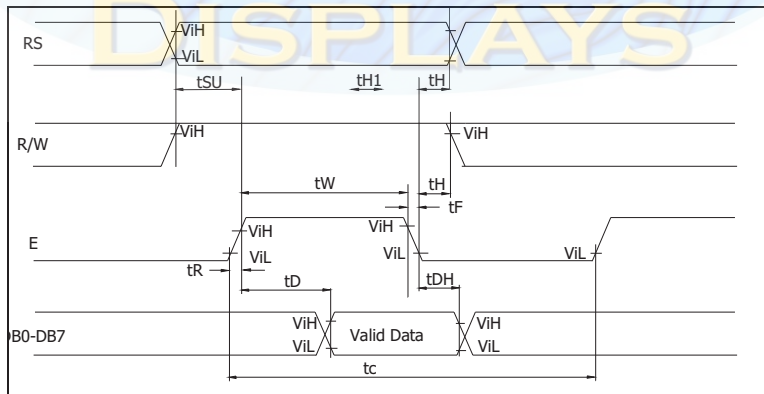 DISPLAYS
RS
ViH
ViL
tSU
tH1
tH
R/W
ViH
ViH
tW
tH
tF
E
ViH
ViH
ViL
ViL
ViL
tR
tD
tDH
DB0-DB7
ViH
ViL
Valid Data
ViH
ViL
tc